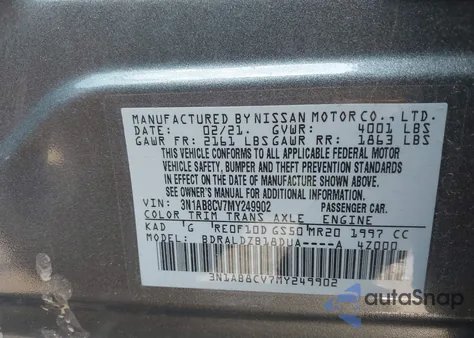 MANUFACTURED BY NISSAN MOTOR CO., LTD.
DATE: 02/21. GVWR: 4001 LBS
GAWR FR: 2161 LBS GAWR RR: 1863 LBS
THIS VEHICLE CONFORMS TO ALL APPLICABLE FEDERAL MOTOR
VEHICLE SAFETY, BUMPER AND THEFT PREVENTION STANDARDS
IN EFFECT ON THE DATE OF MANUFACTURE SHOWN ABOVE.
SEE OWNER'S MANUAL FOR ADDITIONAL INFORMATION.
VIN: 3N1AB8CV7MY249902 PASSENGER CAR.
COLOR TRIM TRANS AXLE ENGINE
KAD G RE0F10D GS50 MR20 1997 CC
MODEL: BDRALDZB18DUA----A 4Z000
3N1AB8CV7MY249902
autoSnap